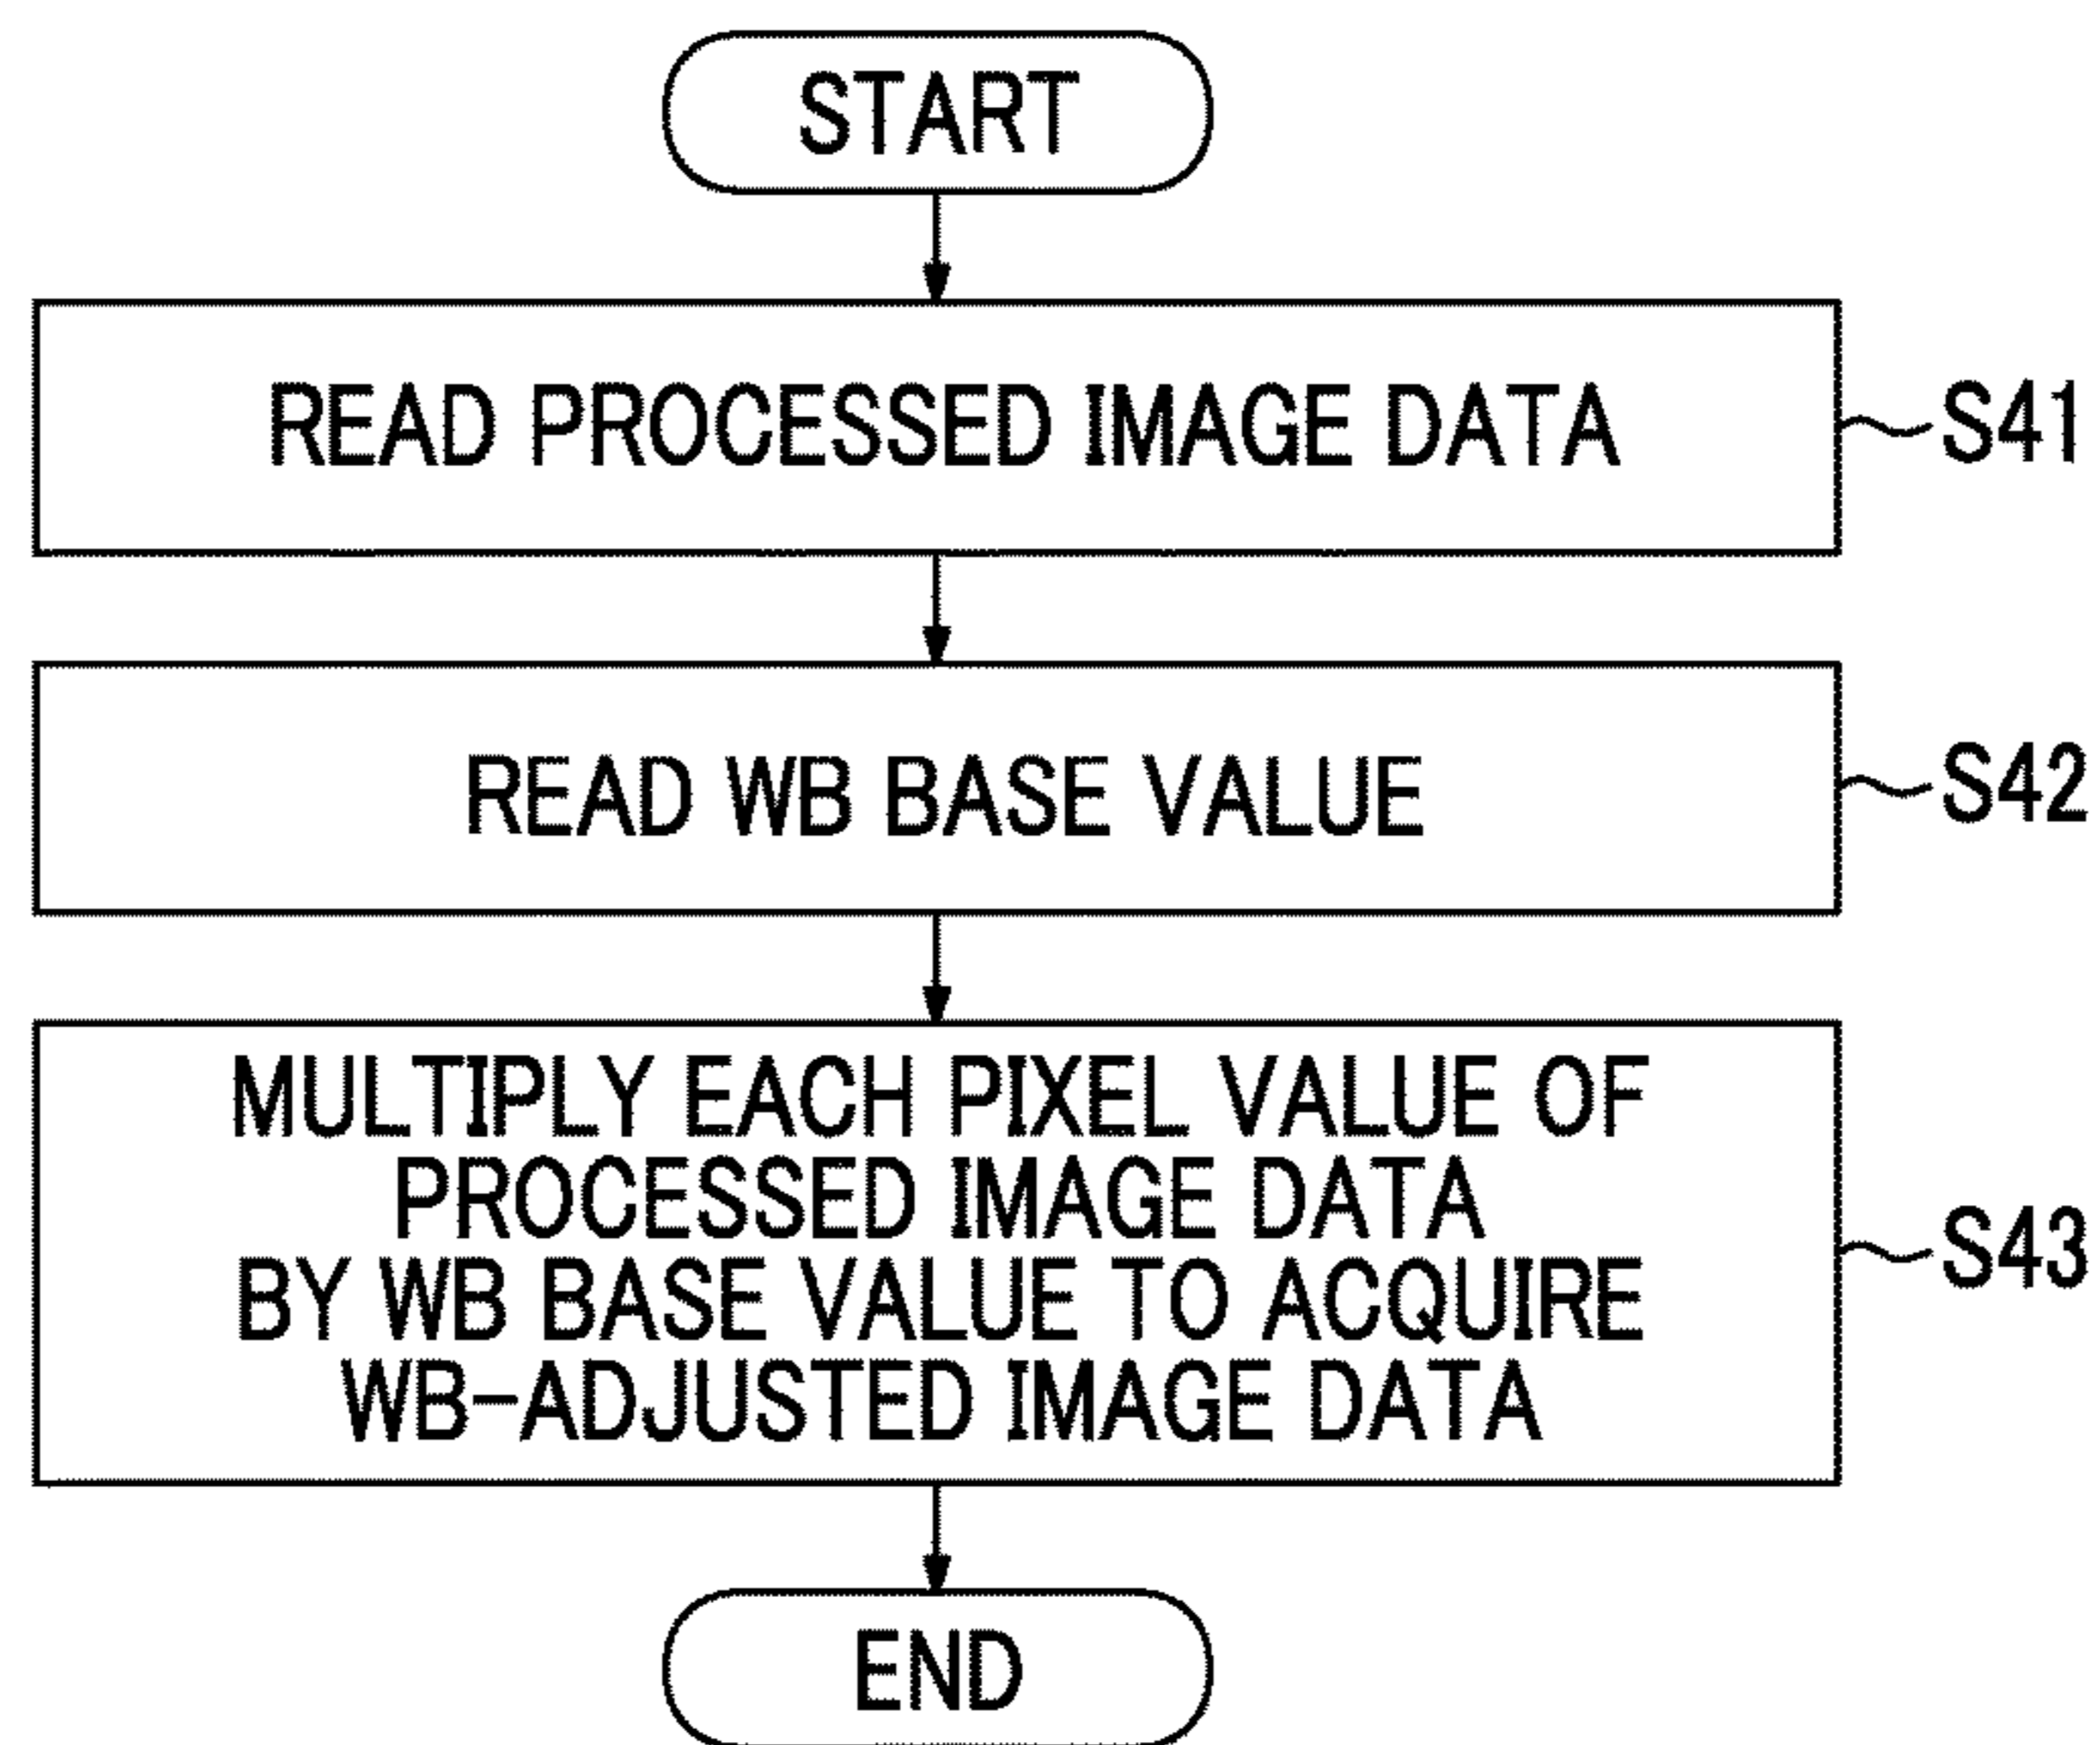 START
READ PROCESSED IMAGE DATA
S41
READ WB BASE VALUE
S42
MULTIPLY EACH PIXEL VALUE OF
PROCESSED IMAGE DATA
BY WB BASE VALUE TO ACQUIRE
WB-ADJUSTED IMAGE DATA
S43
END